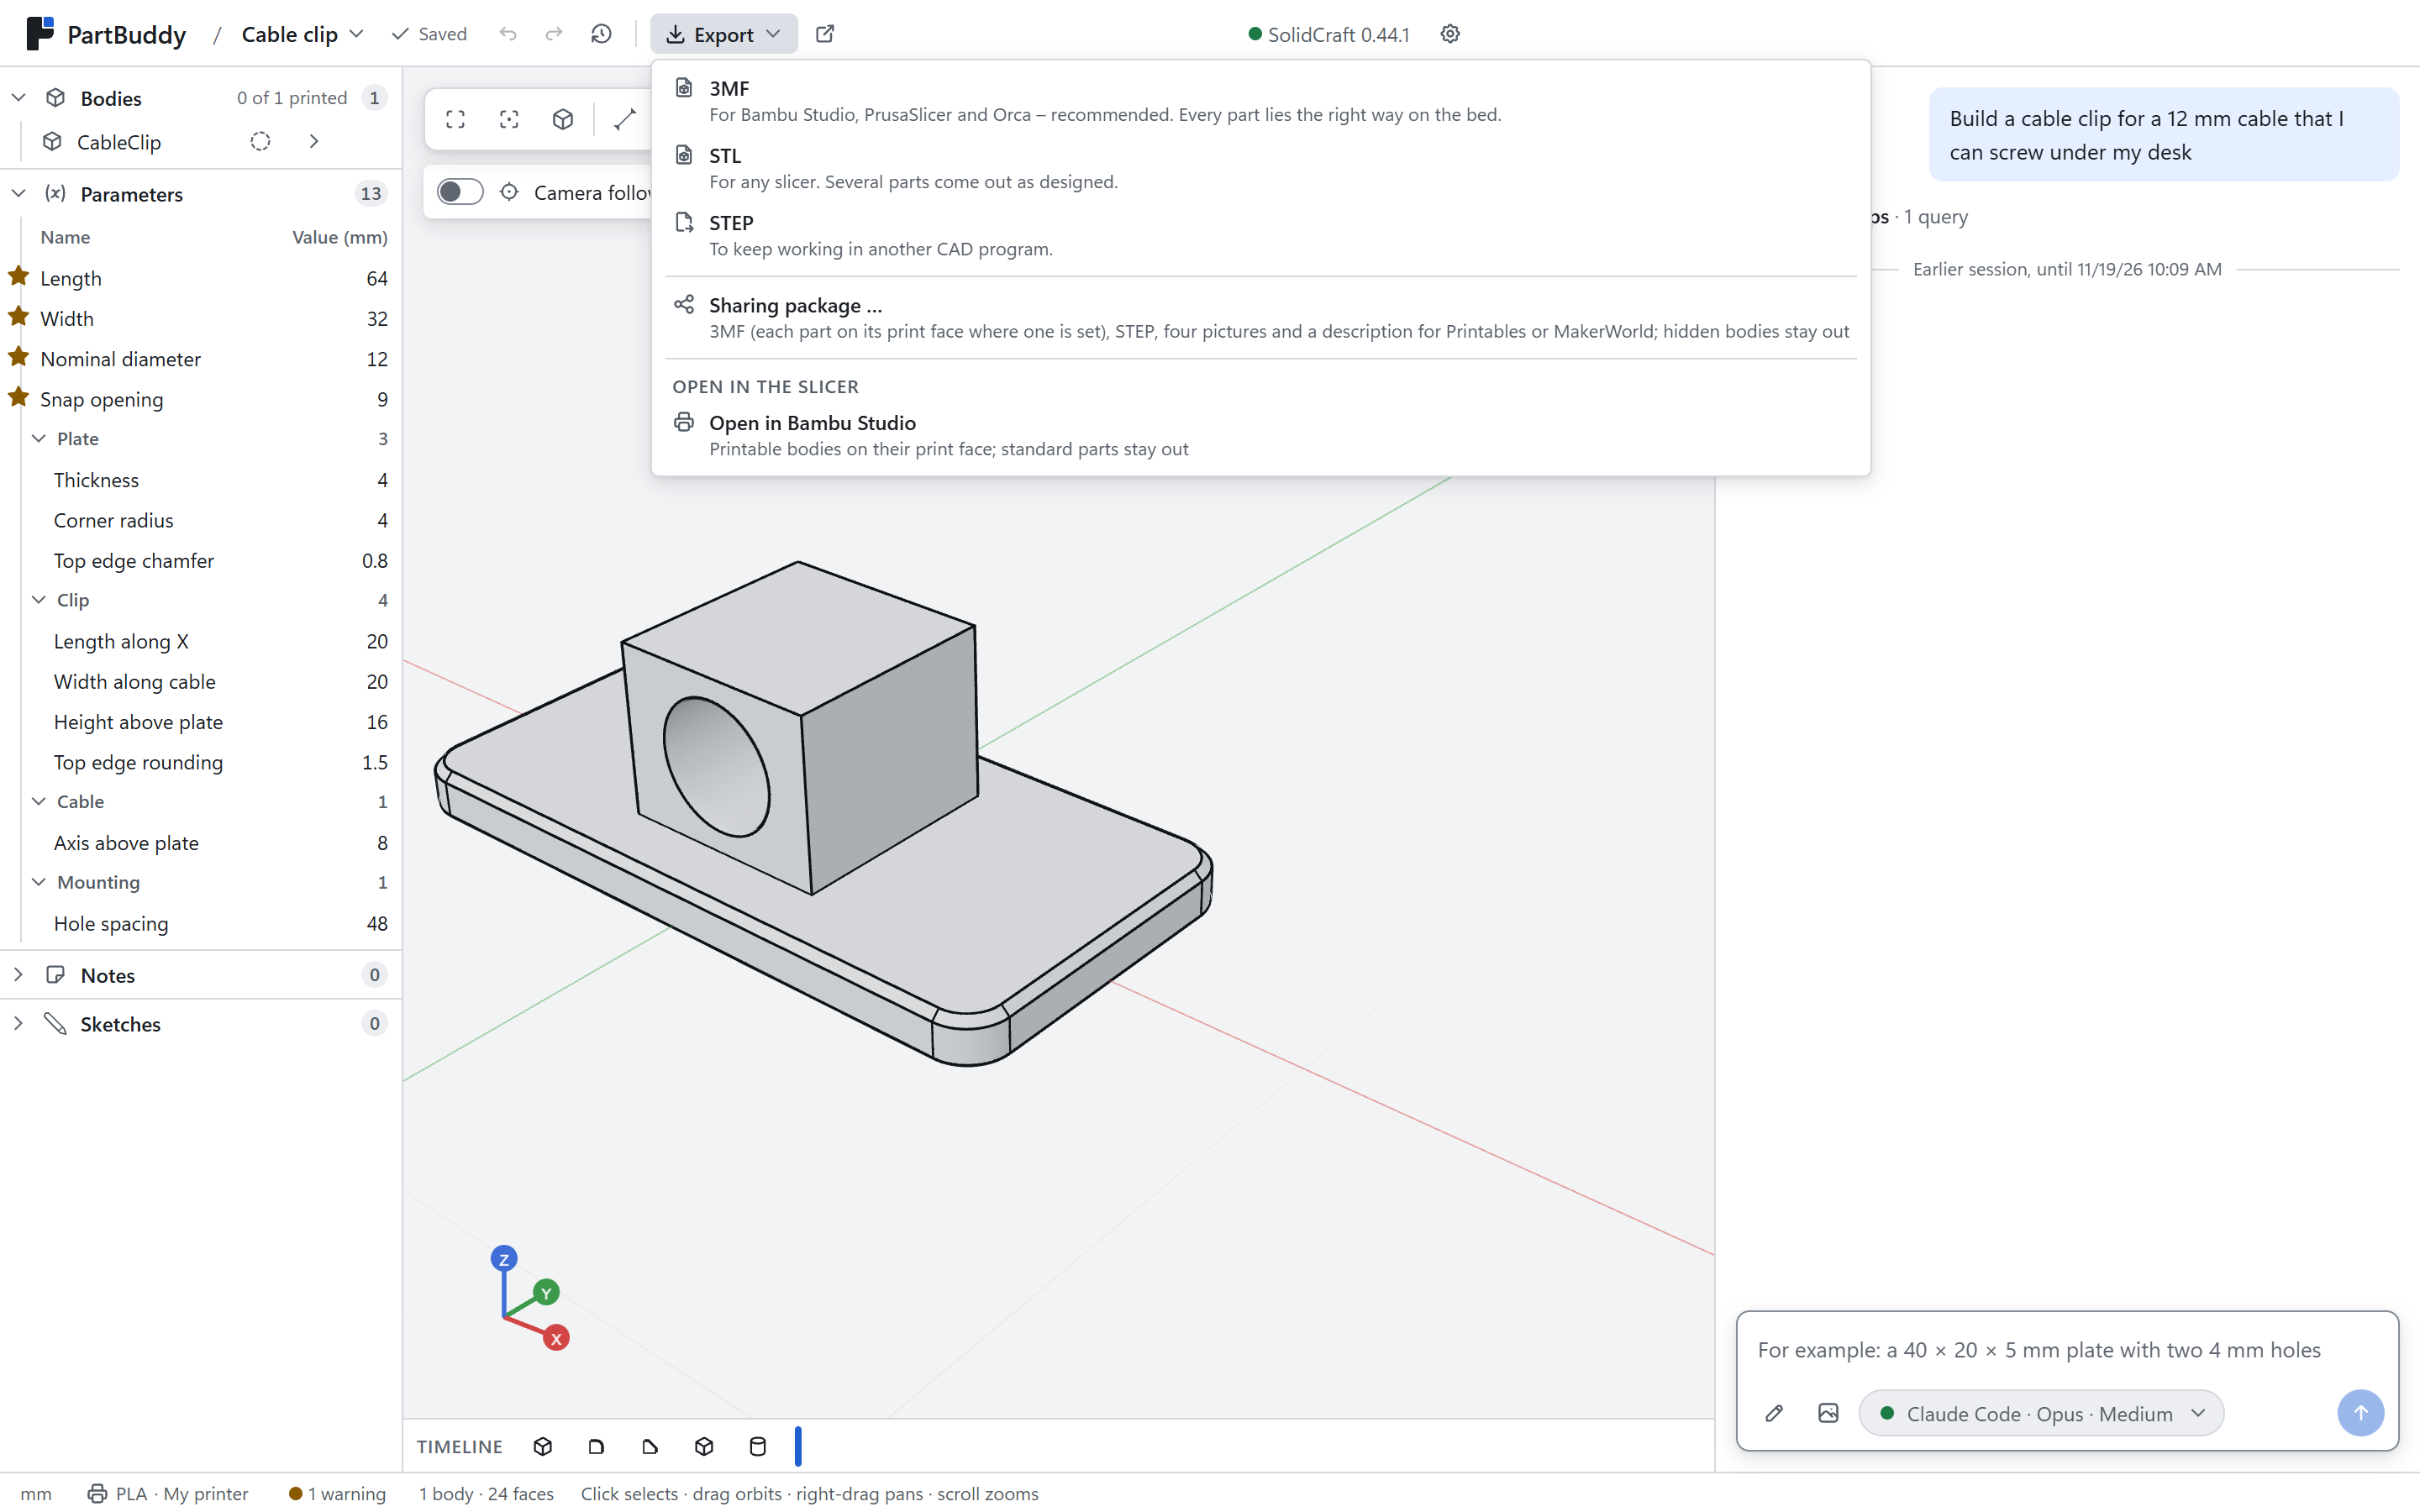 PartBuddy / Cable clip
Saved
Export
SolidCraft 0.44.1
Bodies 0 of 1 printed 1
CableClip
Parameters 13
Name Value (mm)
Length 64
Width 32
Nominal diameter 12
Snap opening 9
Plate 3
Thickness 4
Corner radius 4
Top edge chamfer 0.8
Clip 4
Length along X 20
Width along cable 20
Height above plate 16
Top edge rounding 1.5
Cable 1
Axis above plate 8
Mounting 1
Hole spacing 48
Notes 0
Sketches 0
Camera follo
3MF
For Bambu Studio, PrusaSlicer and Orca – recommended. Every part lies the right way on the bed.
STL
For any slicer. Several parts come out as designed.
STEP
To keep working in another CAD program.
Sharing package ...
3MF (each part on its print face where one is set), STEP, four pictures and a description for Printables or MakerWorld; hidden bodies stay out
OPEN IN THE SLICER
Open in Bambu Studio
Printable bodies on their print face; standard parts stay out
Z
Y
X
TIMELINE
Build a cable clip for a 12 mm cable that I
can screw under my desk
ps · 1 query
Earlier session, until 11/19/26 10:09 AM
For example: a 40 × 20 × 5 mm plate with two 4 mm holes
Claude Code · Opus · Medium
mm
PLA · My printer
1 warning
1 body · 24 faces
Click selects · drag orbits · right-drag pans · scroll zooms